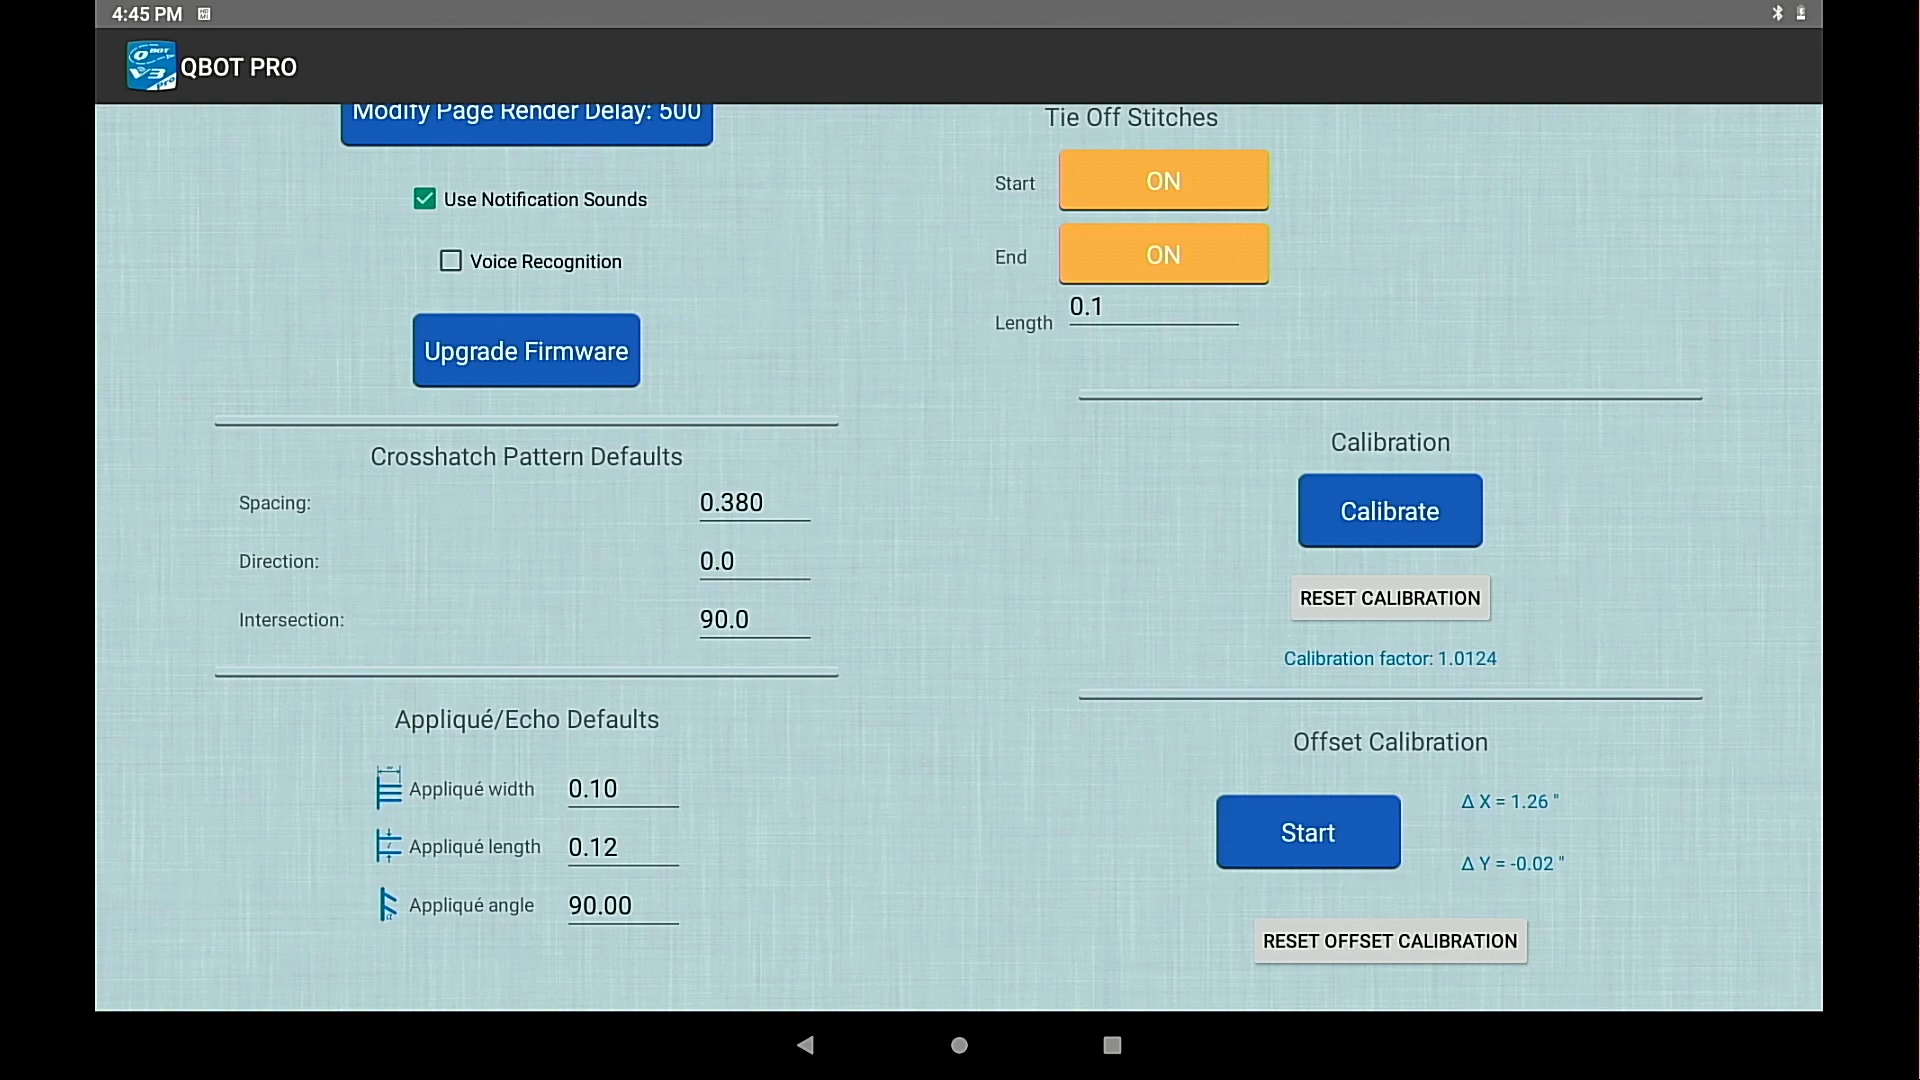 4:45 PM
QBOT PRO
Modify Page Render Delay: 500
Use Notification Sounds
Voice Recognition
Upgrade Firmware
Crosshatch Pattern Defaults
Spacing: 0.380
Direction: 0.0
Intersection: 90.0
Appliqué/Echo Defaults
Appliqué width 0.10
Appliqué length 0.12
Appliqué angle 90.00
Tie Off Stitches
Start ON
End ON
Length 0.1
Calibration
Calibrate
RESET CALIBRATION
Calibration factor: 1.0124
Offset Calibration
Start
Δ X = 1.26 "
Δ Y = -0.02 "
RESET OFFSET CALIBRATION